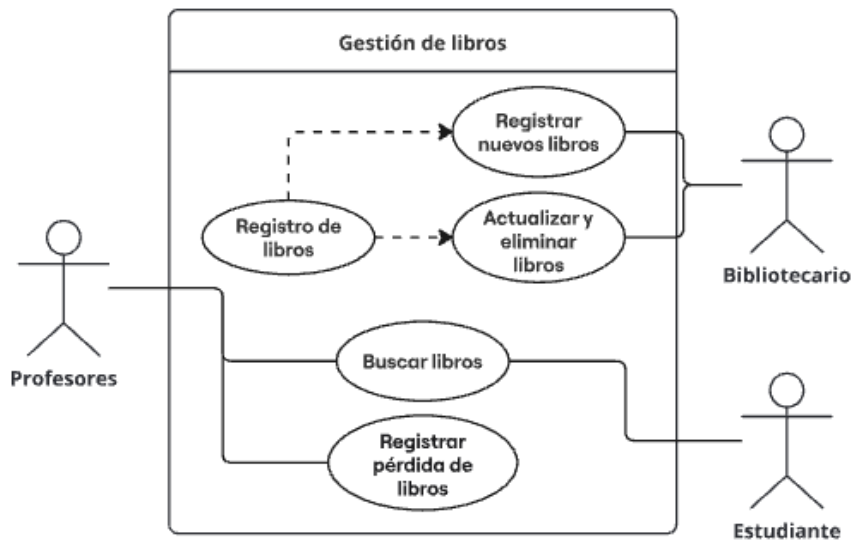 Gestión de libros
Registrar
nuevos libros
Registro de
libros
Actualizar y
eliminar
libros
Bibliotecario
Profesores
Buscar libros
Registrar
pérdida de
libros
Estudiante